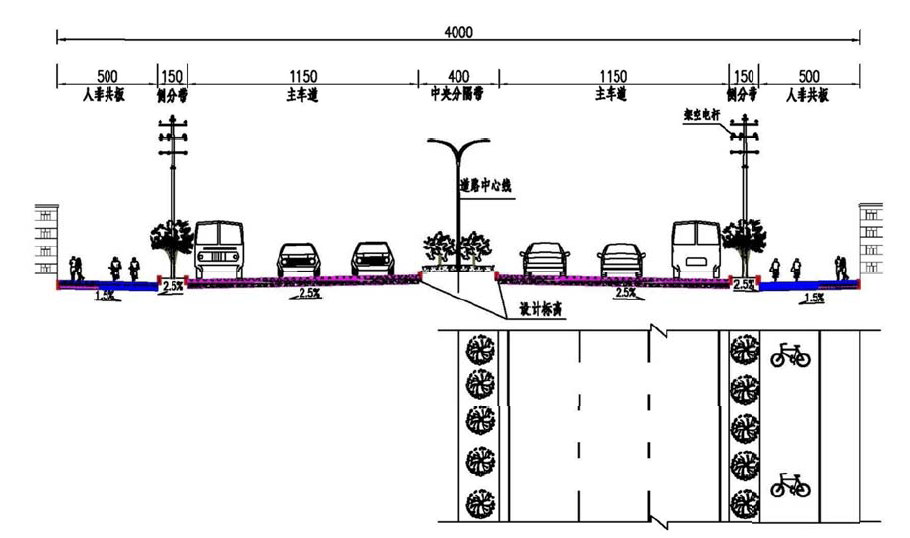 4000
500 150 1150 400 1150 150 500
人非共板 侧分带 主车道 中央分隔带 主车道 侧分带 人非共板
架空电杆
道路中心线
1.5% 2.5% 2.5% 2.5% 2.5% 1.5%
设计标高